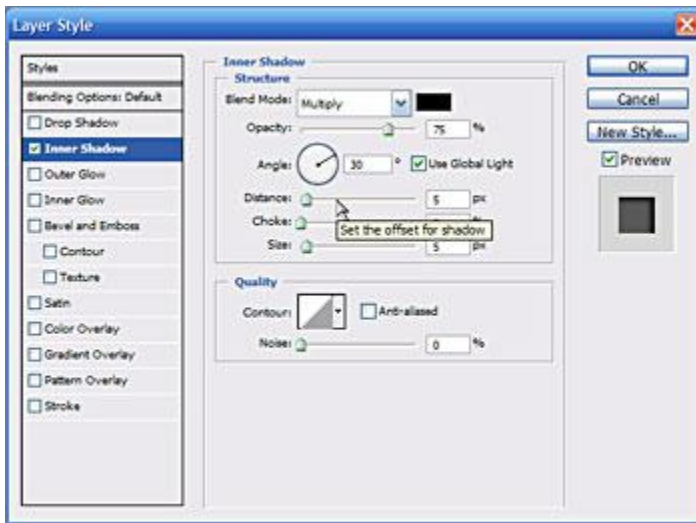 Layer Style
Styles
Blending Options: Default
Drop Shadow
Inner Shadow
Outer Glow
Inner Glow
Bevel and Emboss
Contour
Texture
Satin
Color Overlay
Gradient Overlay
Pattern Overlay
Stroke
Inner Shadow
Structure
Blend Mode: Multiply
Opacity: 75 %
Angle: 30 ° Use Global Light
Distance: 5 px
Choke: %
Set the offset for shadow
Size: 5 px
Quality
Contour: Anti-aliased
Noise: 0 %
OK
Cancel
New Style...
Preview